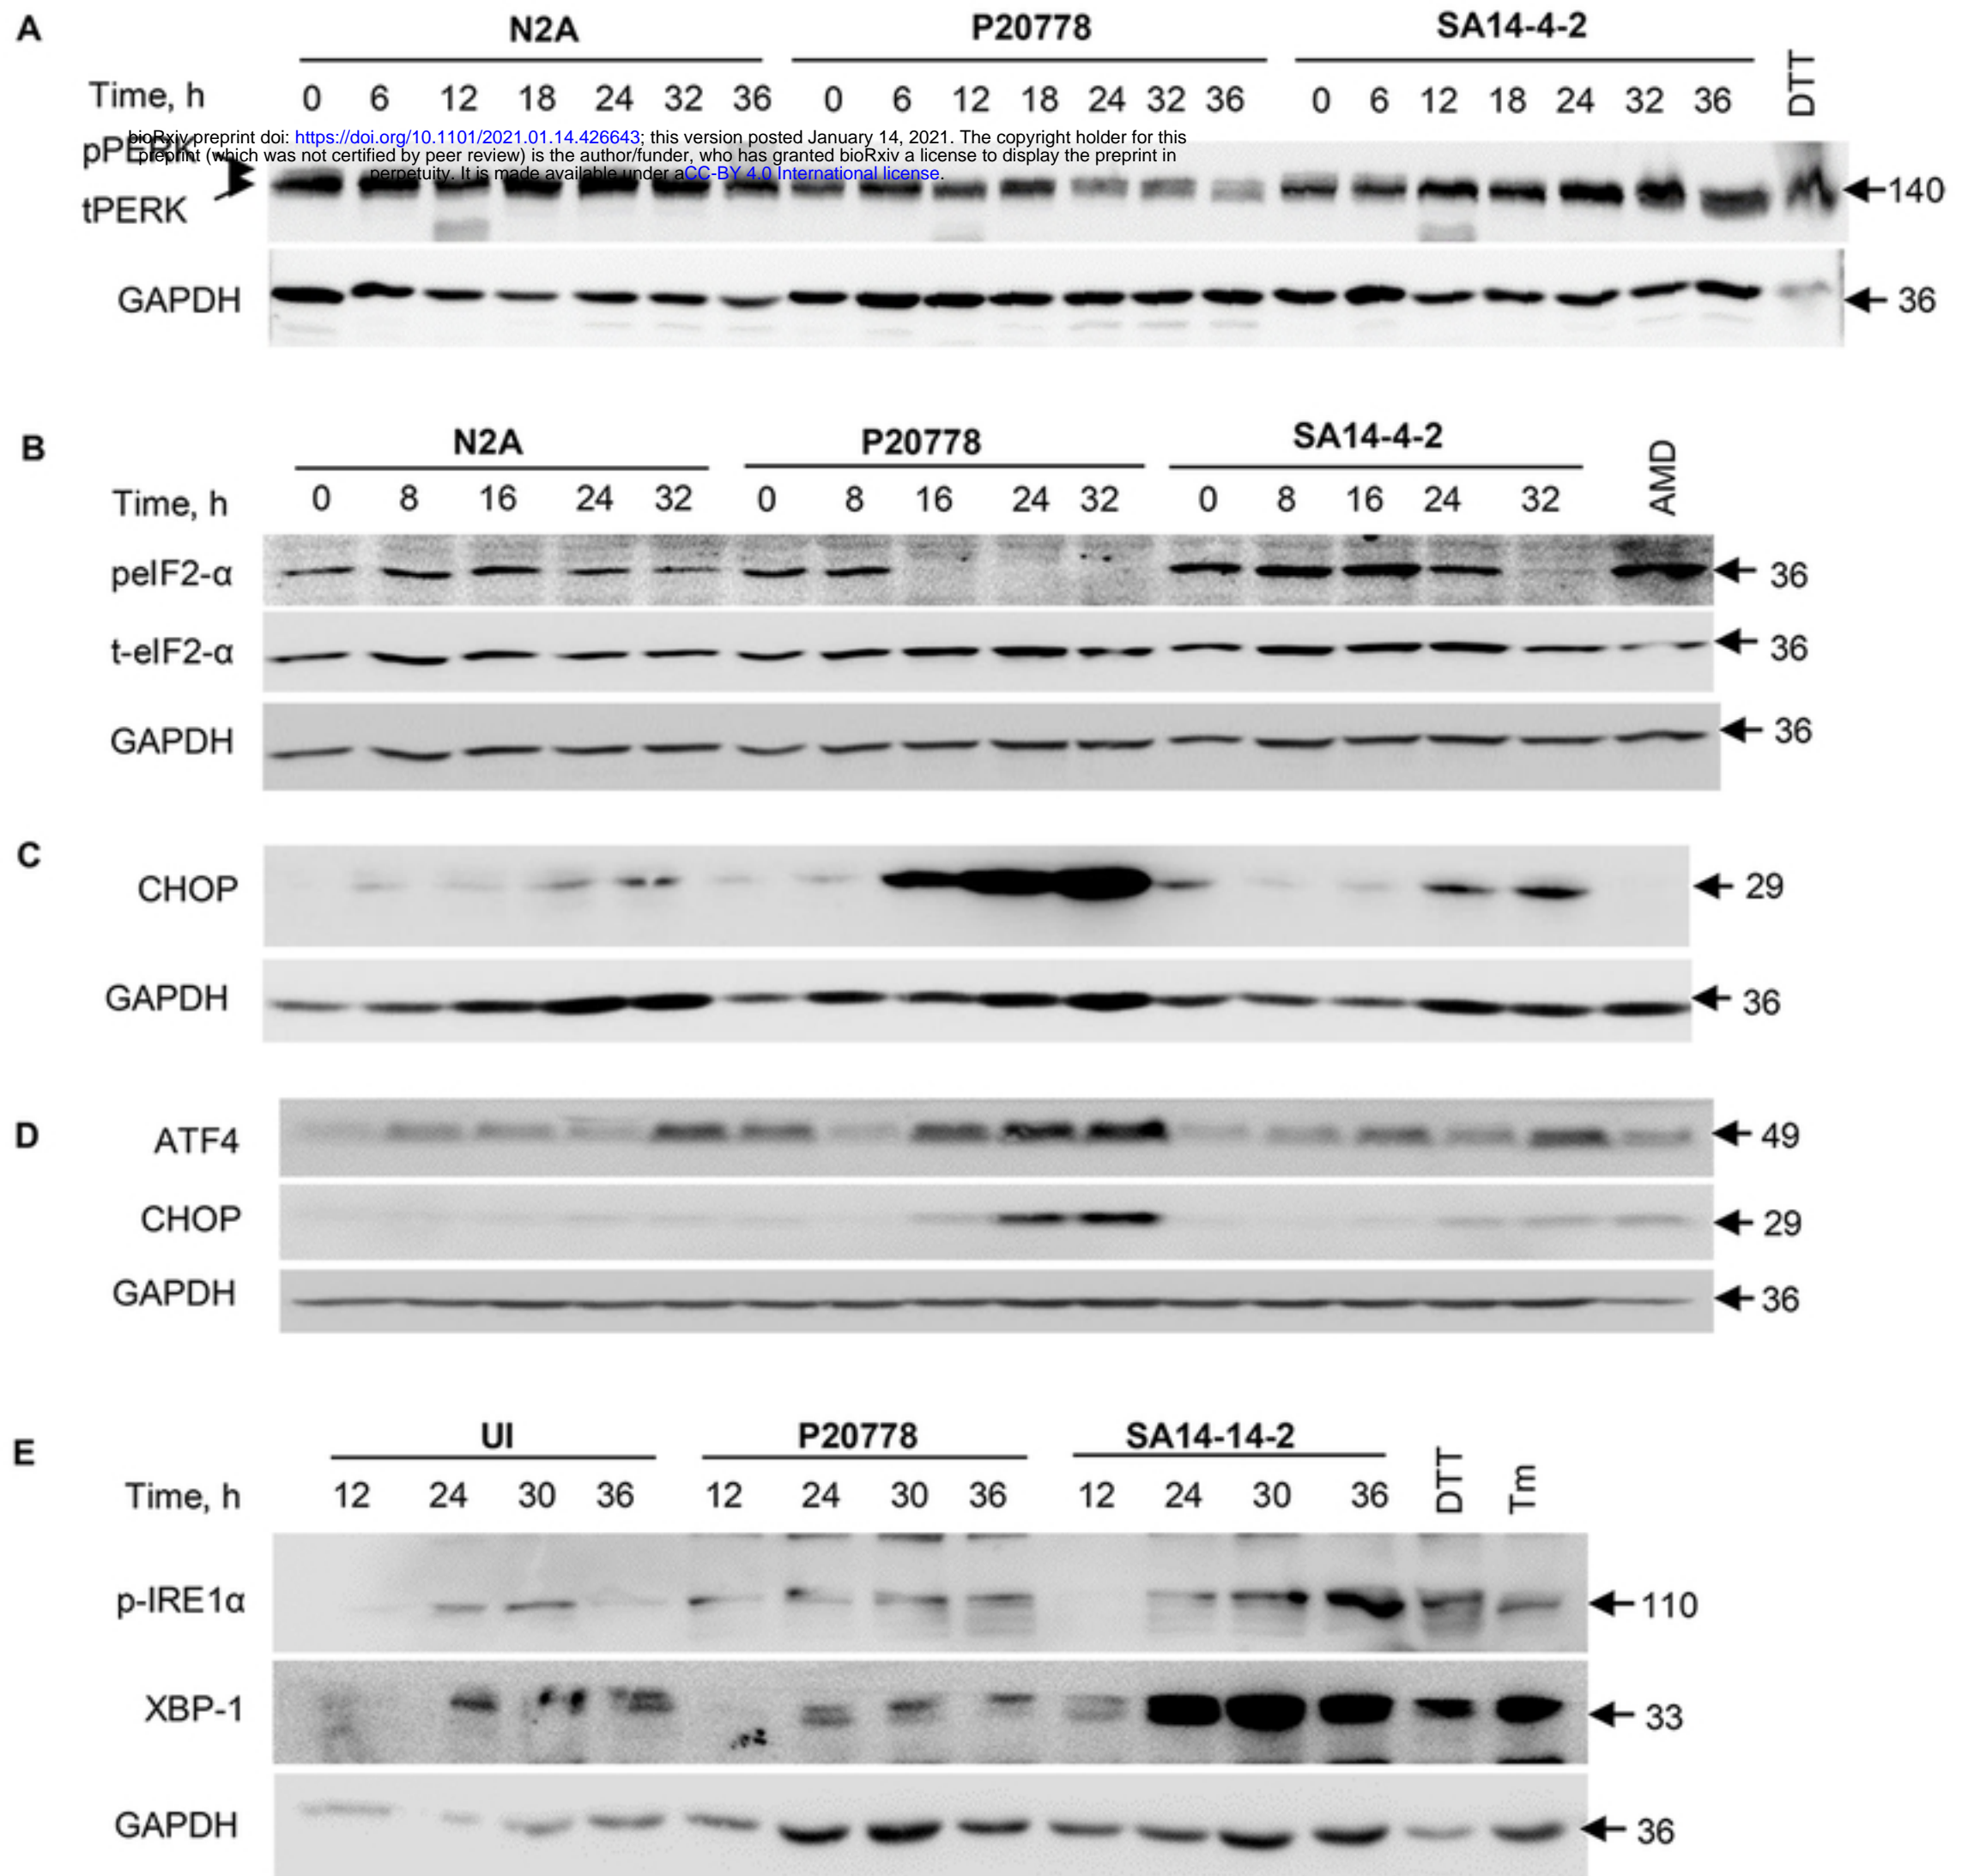 A
N2A P20778 SA14-4-2
DTT
Time, h 0 6 12 18 24 32 36 0 6 12 18 24 32 36 0 6 12 18 24 32 36
bioRxiv preprint doi: https://doi.org/10.1101/2021.01.14.426643; this version posted January 14, 2021. The copyright holder for this
pPERK
preprint (which was not certified by peer review) is the author/funder, who has granted bioRxiv a license to display the preprint in
perpetuity. It is made available under aCC-BY 4.0 International license.
140
tPERK
GAPDH 36
B
N2A P20778 SA14-4-2
AMD
Time, h 0 8 16 24 32 0 8 16 24 32 0 8 16 24 32
peIF2-α 36
t-eIF2-α 36
GAPDH 36
C
CHOP 29
GAPDH 36
D
ATF4 49
CHOP 29
GAPDH 36
E
UI P20778 SA14-14-2
DTT Tm
Time, h 12 24 30 36 12 24 30 36 12 24 30 36
p-IRE1α 110
XBP-1 33
GAPDH 36